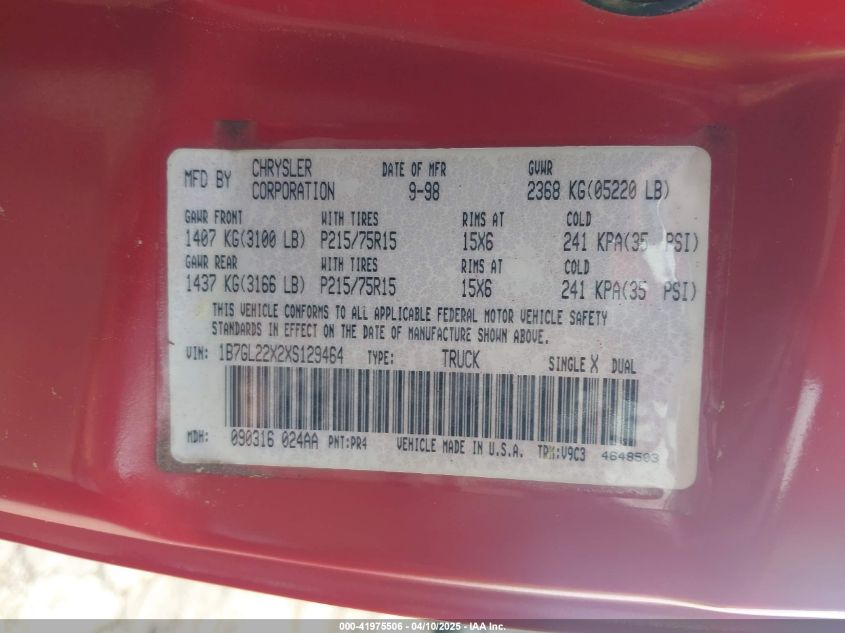 MFD BY CHRYSLER CORPORATION DATE OF MFR 9-98 GVWR 2368 KG(05220 LB)
GAWR FRONT WITH TIRES RIMS AT COLD
1407 KG(3100 LB) P215/75R15 15X6 241 KPA(35 PSI)
GAWR REAR WITH TIRES RIMS AT COLD
1437 KG(3166 LB) P215/75R15 15X6 241 KPA(35 PSI)
THIS VEHICLE CONFORMS TO ALL APPLICABLE FEDERAL MOTOR VEHICLE SAFETY
STANDARDS IN EFFECT ON THE DATE OF MANUFACTURE SHOWN ABOVE.
VIN: 1B7GL22X2XS129464 TYPE: TRUCK SINGLE X DUAL
MDH: 090316 024AA PNT:PR4 VEHICLE MADE IN U.S.A. TRM:V9C3 4648503
000-41975506 - 04/10/2025 - IAA Inc.